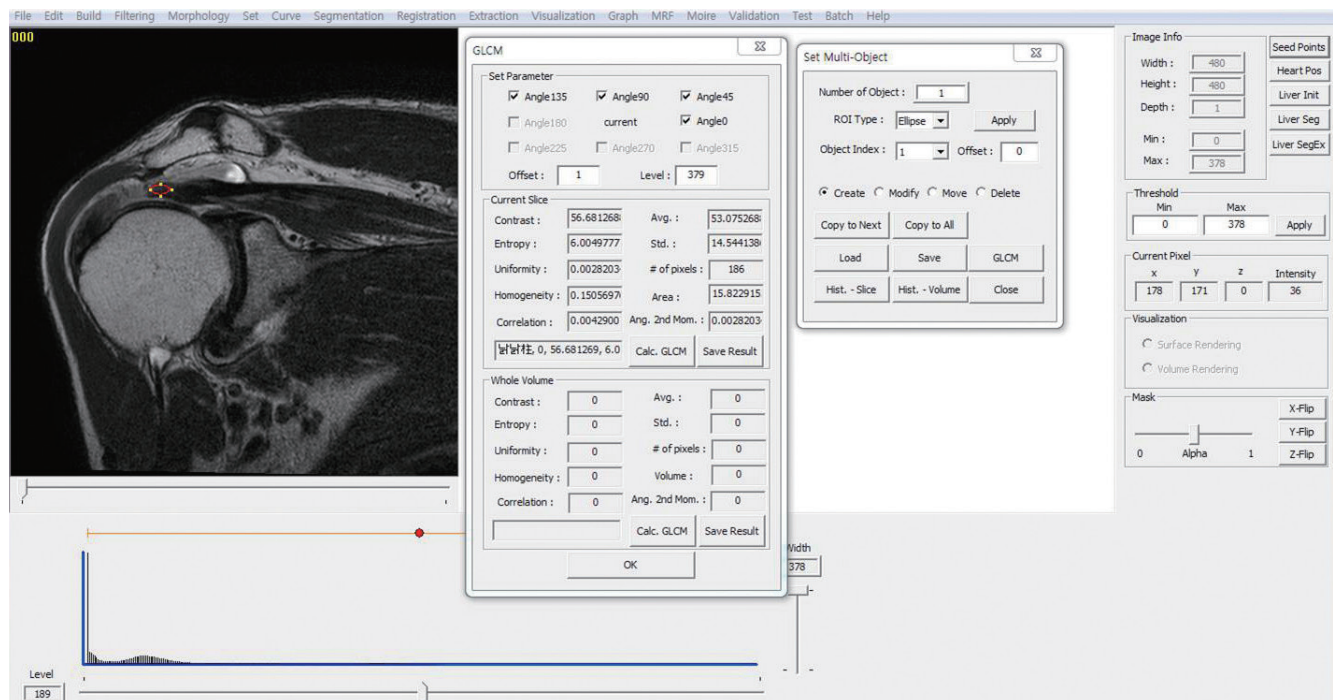 File Edit Build Filtering Morphology Set Curve Segmentation Registration Extraction Visualization Graph MRF Moire Validation Test Batch Help
000
GLCM
Set Parameter
Angle135 Angle90 Angle45
Angle180 current Angle0
Angle225 Angle270 Angle315
Offset : 1 Level : 379
Current Slice
Contrast : 56.681268 Avg. : 53.075268
Entropy : 6.0049777 Std. : 14.544138
Uniformity : 0.0028203 # of pixels : 186
Homogeneity : 0.1505697 Area : 15.822915
Correlation : 0.0042900 Ang. 2nd Mom. : 0.0028203
0, 56.681269, 6.0 Calc. GLCM Save Result
Whole Volume
Contrast : 0 Avg. : 0
Entropy : 0 Std. : 0
Uniformity : 0 # of pixels : 0
Homogeneity : 0 Volume : 0
Correlation : 0 Ang. 2nd Mom. : 0
Calc. GLCM Save Result
OK
Set Multi-Object
Number of Object : 1
ROI Type : Ellipse Apply
Object Index : 1 Offset : 0
Create Modify Move Delete
Copy to Next Copy to All
Load Save GLCM
Hist. - Slice Hist. - Volume Close
Image Info
Width : 480
Height : 480
Depth : 1
Min : 0
Max : 378
Seed Points
Heart Pos
Liver Init
Liver Seg
Liver SegEx
Threshold
Min Max
0 378 Apply
Current Pixel
x y z Intensity
178 171 0 36
Visualization
Surface Rendering
Volume Rendering
Mask
0 Alpha 1
X-Flip
Y-Flip
Z-Flip
Width
378
Level
189